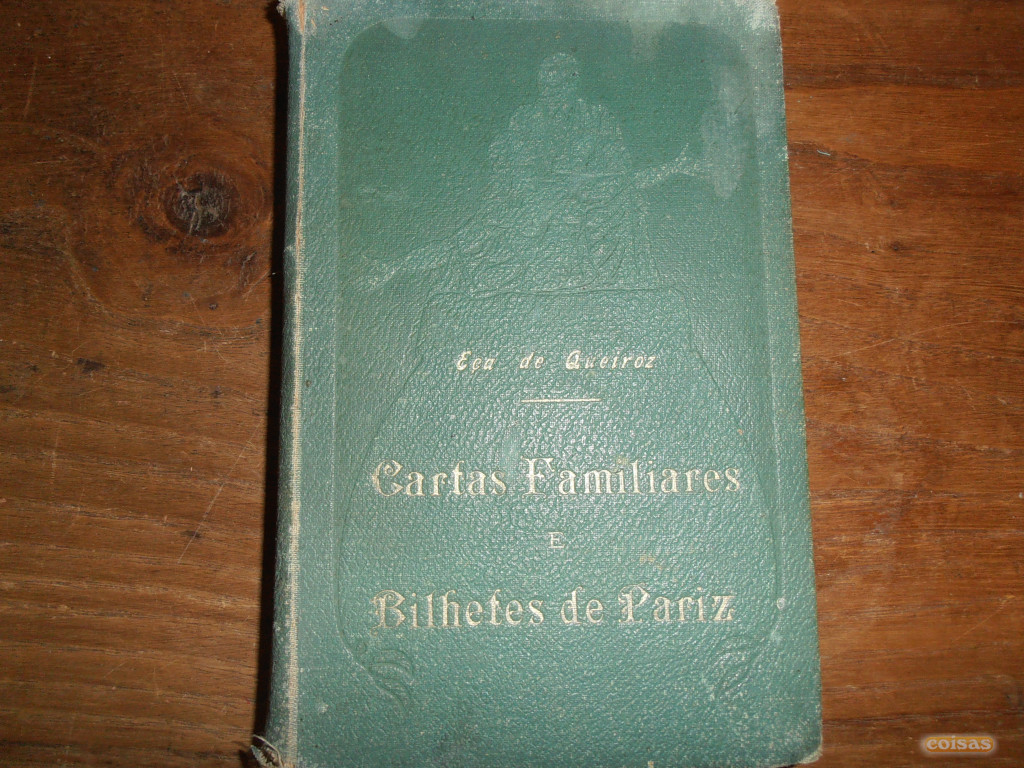 Eça de Queiroz
Cartas Familiares
E
Bilhetes de Pariz
coisas